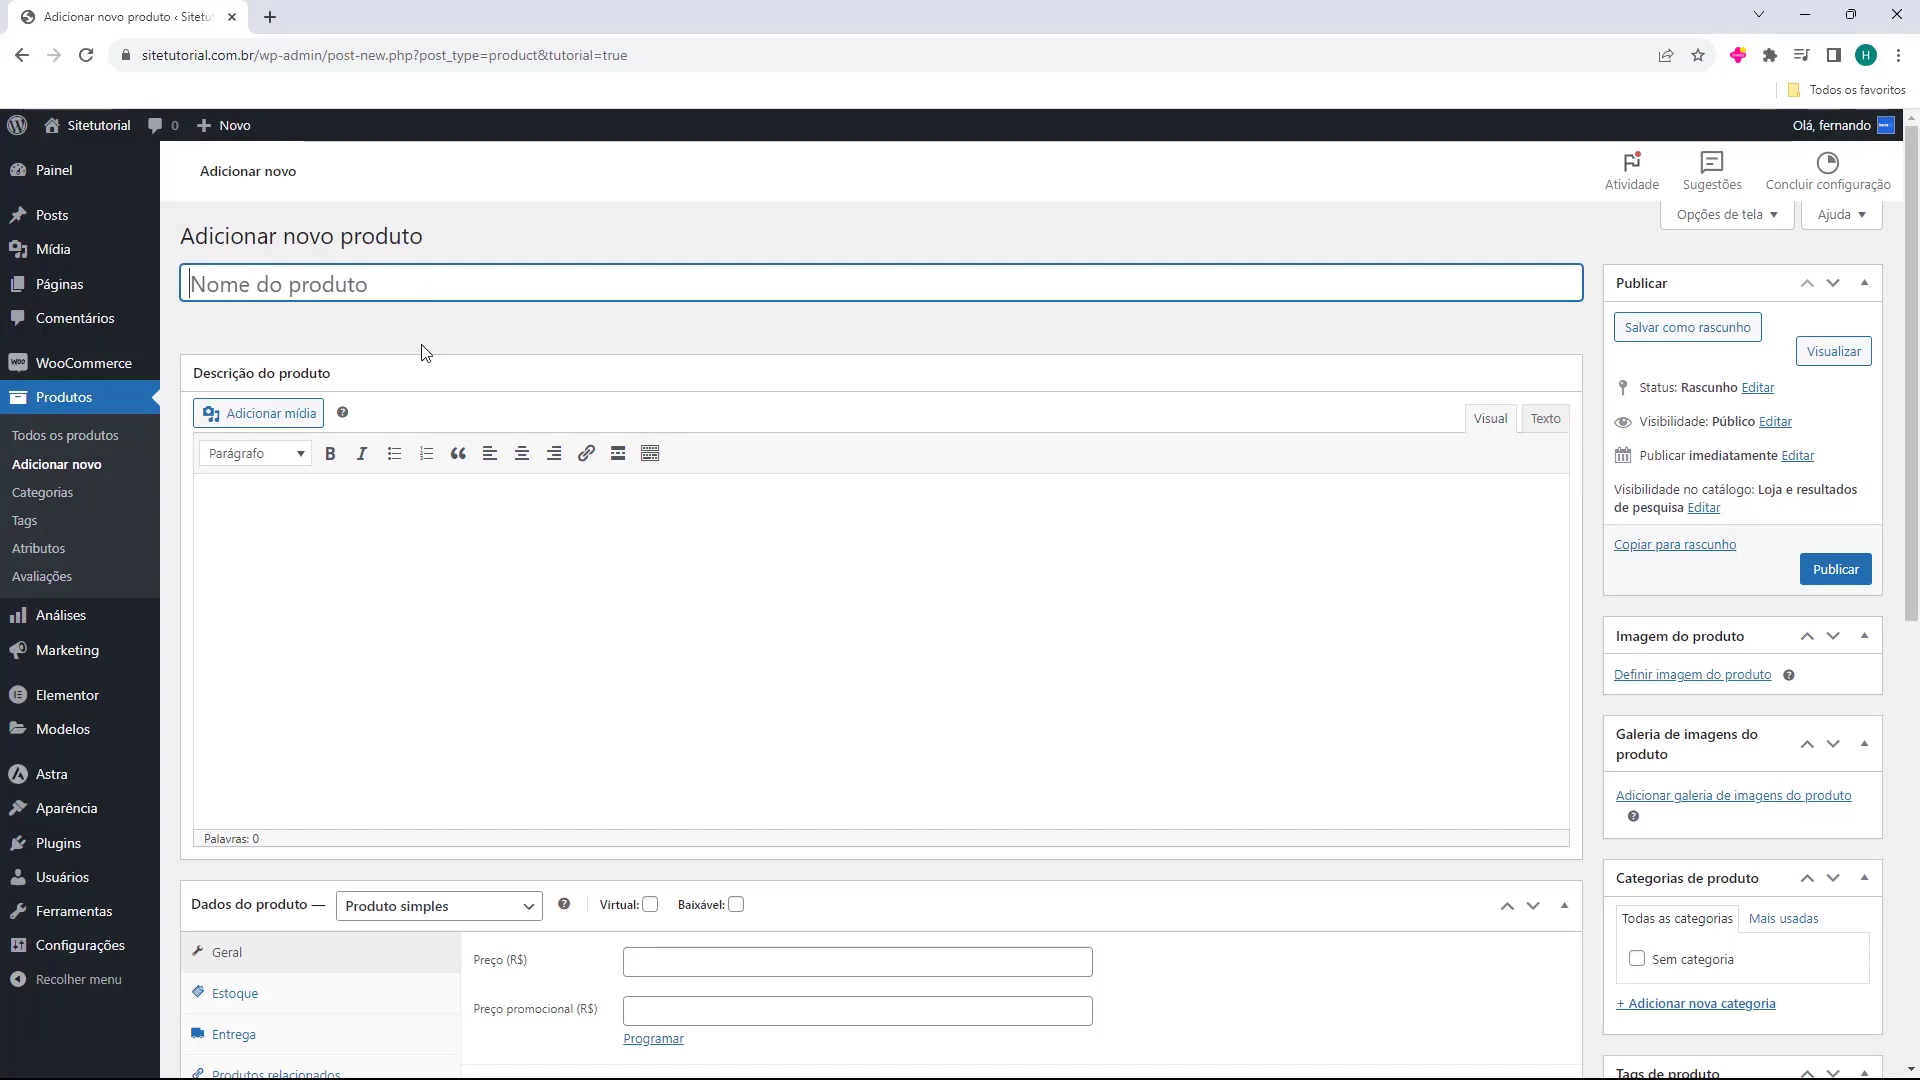 Adicionar novo produto ‹ Sitetu
sitetutorial.com.br/wp-admin/post-new.php?post_type=product&tutorial=true
H
Todos os favoritos
Sitetutorial
0
Novo
Olá, fernando
Painel
Posts
Mídia
Páginas
Comentários
WooCommerce
Produtos
Todos os produtos
Adicionar novo
Categorias
Tags
Atributos
Avaliações
Análises
Marketing
Elementor
Modelos
Astra
Aparência
Plugins
Usuários
Ferramentas
Configurações
Recolher menu
Adicionar novo
Atividade
Sugestões
Concluir configuração
Opções de tela
Ajuda
Adicionar novo produto
Nome do produto
Descrição do produto
Adicionar mídia
Visual
Texto
Parágrafo
B I
Palavras: 0
Dados do produto —
Produto simples
Virtual:
Baixável:
Geral
Estoque
Entrega
Produtos relacionados
Preço (R$)
Preço promocional (R$)
Programar
Publicar
Salvar como rascunho
Visualizar
Status: Rascunho Editar
Visibilidade: Público Editar
Publicar imediatamente Editar
Visibilidade no catálogo: Loja e resultados
de pesquisa Editar
Copiar para rascunho
Publicar
Imagem do produto
Definir imagem do produto
Galeria de imagens do
produto
Adicionar galeria de imagens do produto
Categorias de produto
Todas as categorias
Mais usadas
Sem categoria
+ Adicionar nova categoria
Tags de produto